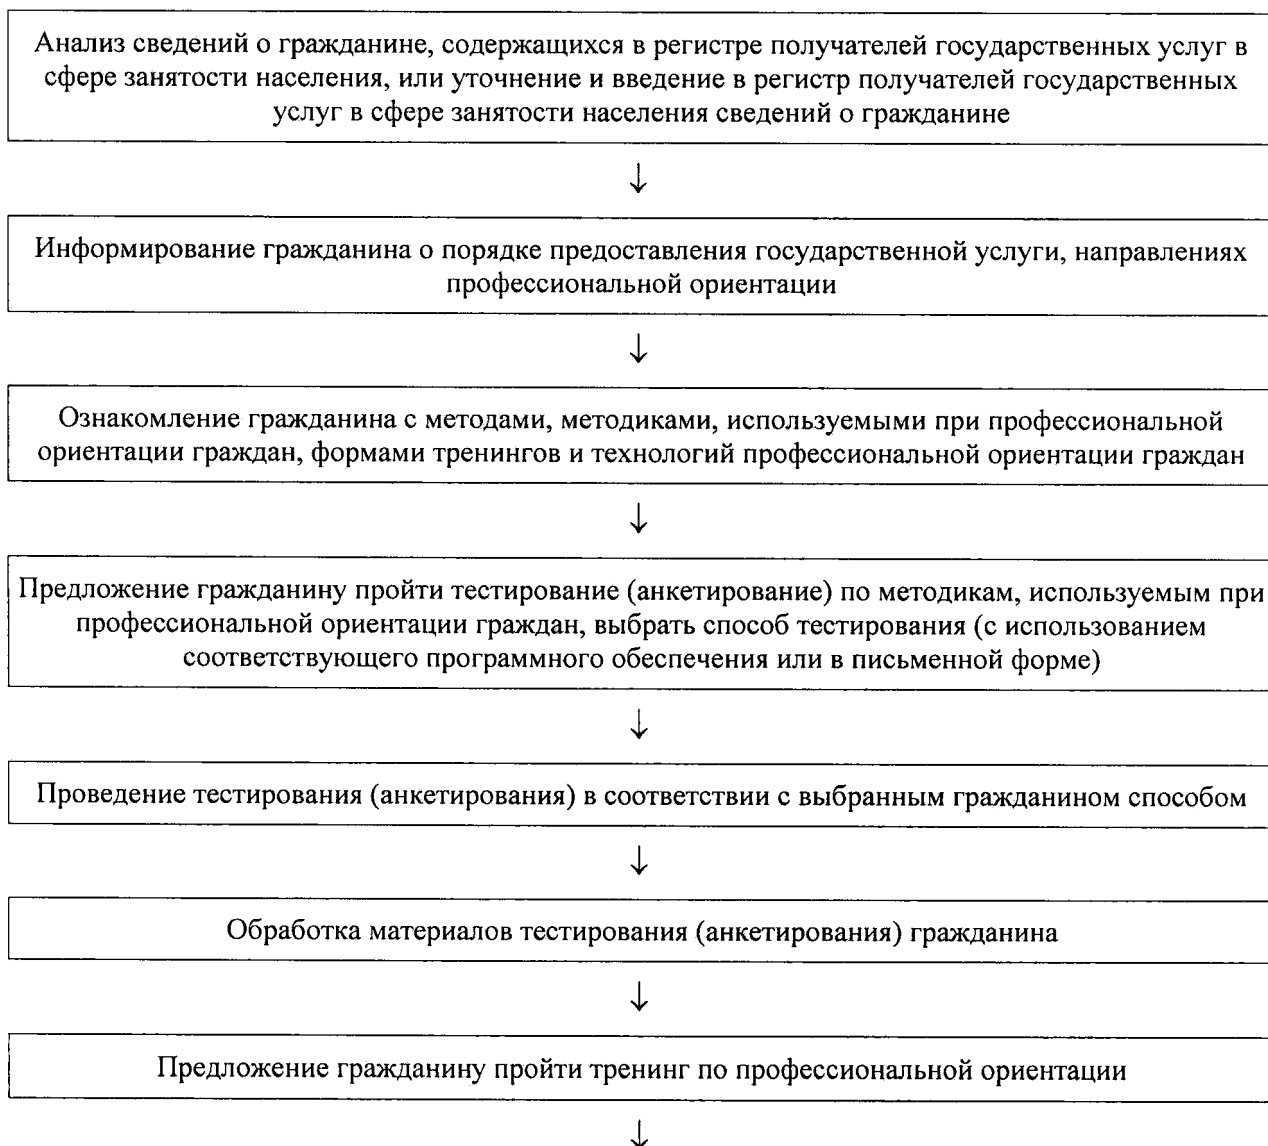 Анализ сведений о гражданине, содержащихся в регистре получателей государственных услуг в
сфере занятости населения, или уточнение и введение в регистр получателей государственных
услуг в сфере занятости населения сведений о гражданине
↓
Информирование гражданина о порядке предоставления государственной услуги, направлениях
профессиональной ориентации
↓
Ознакомление гражданина с методами, методиками, используемыми при профессиональной
ориентации граждан, формами тренингов и технологий профессиональной ориентации граждан
↓
Предложение гражданину пройти тестирование (анкетирование) по методикам, используемым при
профессиональной ориентации граждан, выбрать способ тестирования (с использованием
соответствующего программного обеспечения или в письменной форме)
↓
Проведение тестирования (анкетирования) в соответствии с выбранным гражданином способом
↓
Обработка материалов тестирования (анкетирования) гражданина
↓
Предложение гражданину пройти тренинг по профессиональной ориентации
↓